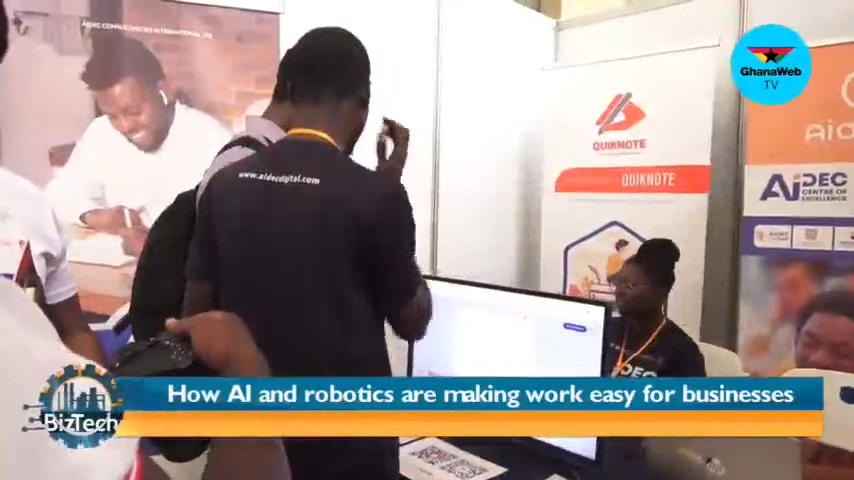 AIDEC CONSULTANCIES INTERNATIONAL LTD
GhanaWeb
TV
QUIKNOTE
QUIKNOTE
www.aidecdigital.com
AiDEC
CENTRE
OF EXCELLENCE
How AI and robotics are making work easy for businesses
BizTech